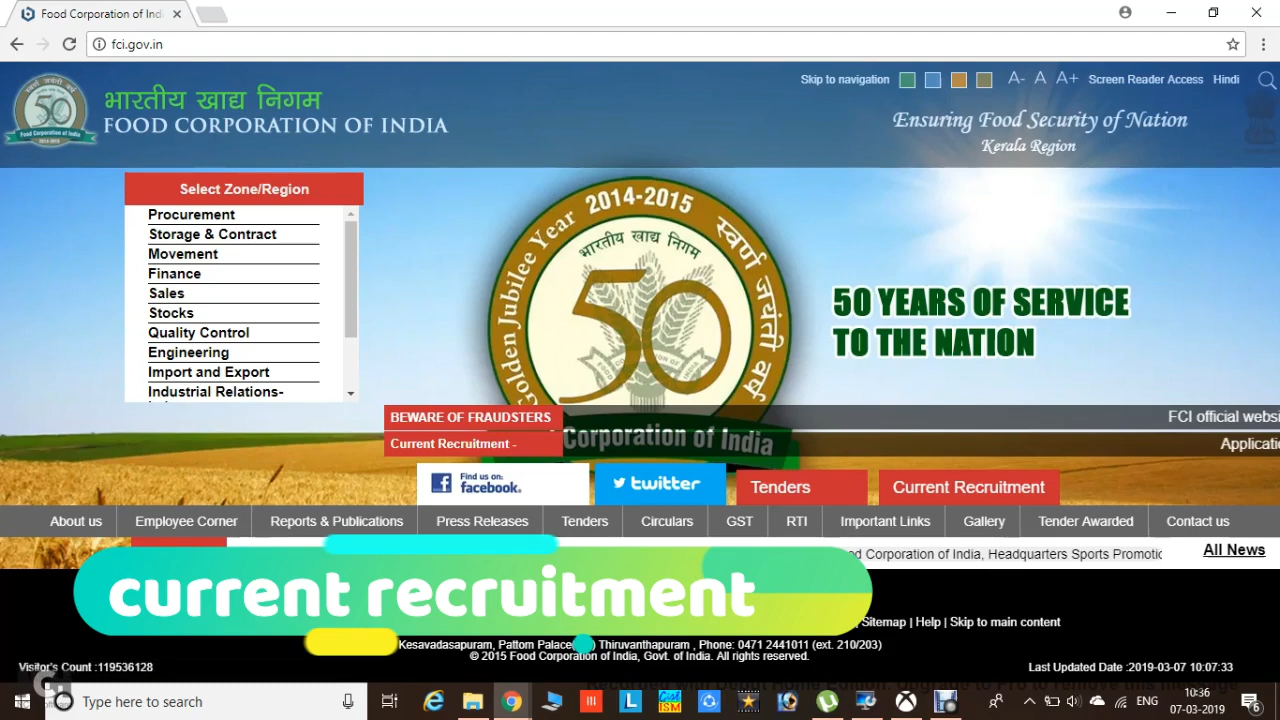 Food Corporation of Indi
fci.gov.in
Skip to navigation A- A A+ Screen Reader Access Hindi
भारतीय खाद्य निगम
FOOD CORPORATION OF INDIA
50
Food Corporation of India
2014-2015
Ensuring Food Security of Nation
Kerala Region
Select Zone/Region
Procurement
Storage & Contract
Movement
Finance
Sales
Stocks
Quality Control
Engineering
Import and Export
Industrial Relations-
Golden Jubilee Year 2014-2015 स्वर्ण जयंती वर्ष
भारतीय खाद्य निगम
50
Corporation of India
50 YEARS OF SERVICE
TO THE NATION
BEWARE OF FRAUDSTERS FCI official websi
Current Recruitment - Applicatio
Find us on:
facebook.
twitter
Tenders
Current Recruitment
About us Employee Corner Reports & Publications Press Releases Tenders Circulars GST RTI Important Links Gallery Tender Awarded Contact us
d Corporation of India, Headquarters Sports Promotic All News
current recruitment
| Sitemap | Help | Skip to main content
Kesavadasapuram, Pattom Palace Thiruvanthapuram , Phone: 0471 2441011 (ext. 210/203)
© 2015 Food Corporation of India, Govt. of India. All rights reserved.
Visitor's Count :119536128
Last Updated Date :2019-03-07 10:07:33
Type here to search
ENG
10:36
07-03-2019
6